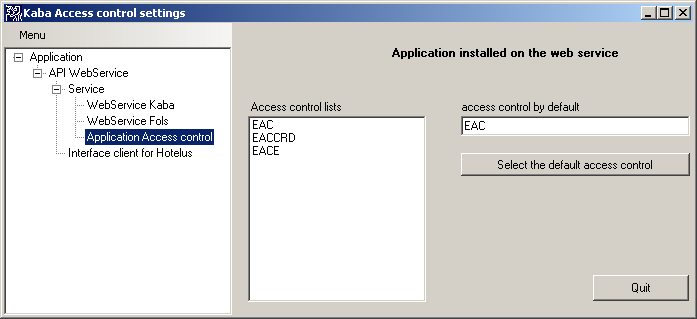 Kaba Access control settings
Menu
Application
API WebService
Service
WebService Kaba
WebService Fols
Application Access control
Interface client for Hotelus
Application installed on the web service
Access control lists
EAC
EACCRD
EACE
access control by default
EAC
Select the default access control
Quit